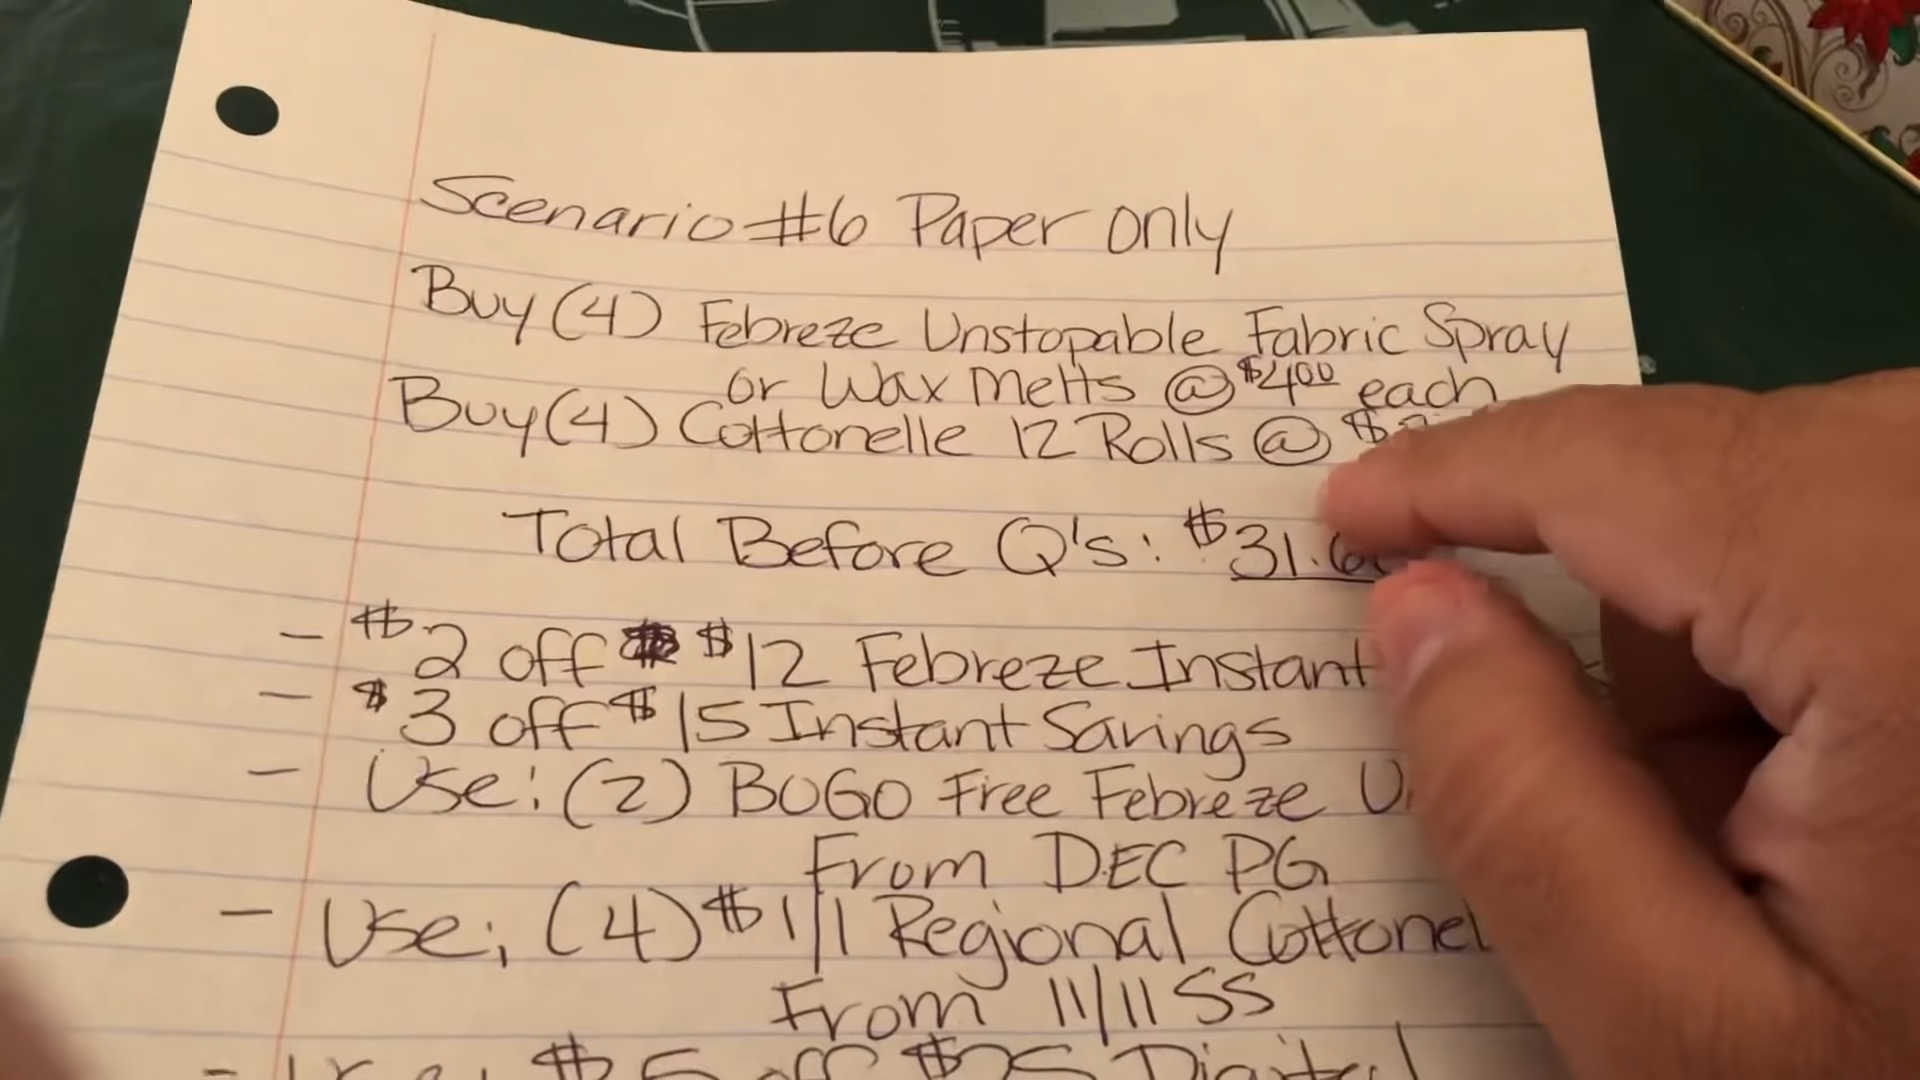 Scenario #6 Paper only
Buy (4) Febreze Unstopable Fabric Spray
or Wax Melts @ $4.00 each
Buy (4) Cottonelle 12 Rolls @
Total Before Q's:
- $2 off $12 Febreze Instant
- $3 off $15 Instant Savings
- Use: (2) BOGO Free Febreze
From DEC PG
- Use; (4) $1/1 Regional
From 11/11 SS
off Digital